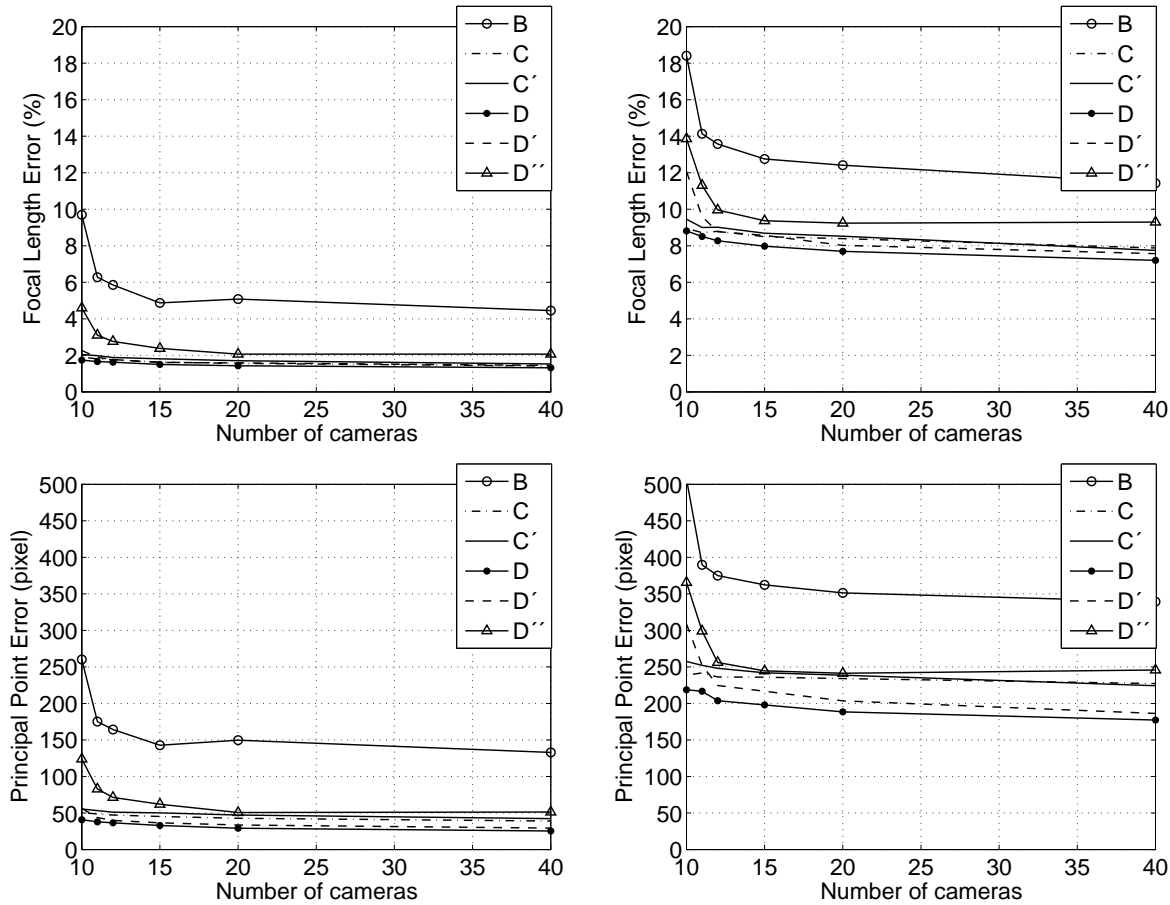 20
18
16
14
12
10
8
6
4
2
0
Focal Length Error (%)
10 15 20 25 30 35 40
Number of cameras
B
C
C´
D
D´
D´´
20
18
16
14
12
10
8
6
4
2
0
Focal Length Error (%)
10 15 20 25 30 35 40
Number of cameras
B
C
C´
D
D´
D´´
500
450
400
350
300
250
200
150
100
50
0
Principal Point Error (pixel)
10 15 20 25 30 35 40
Number of cameras
B
C
C´
D
D´
D´´
500
450
400
350
300
250
200
150
100
50
0
Principal Point Error (pixel)
10 15 20 25 30 35 40
Number of cameras
B
C
C´
D
D´
D´´